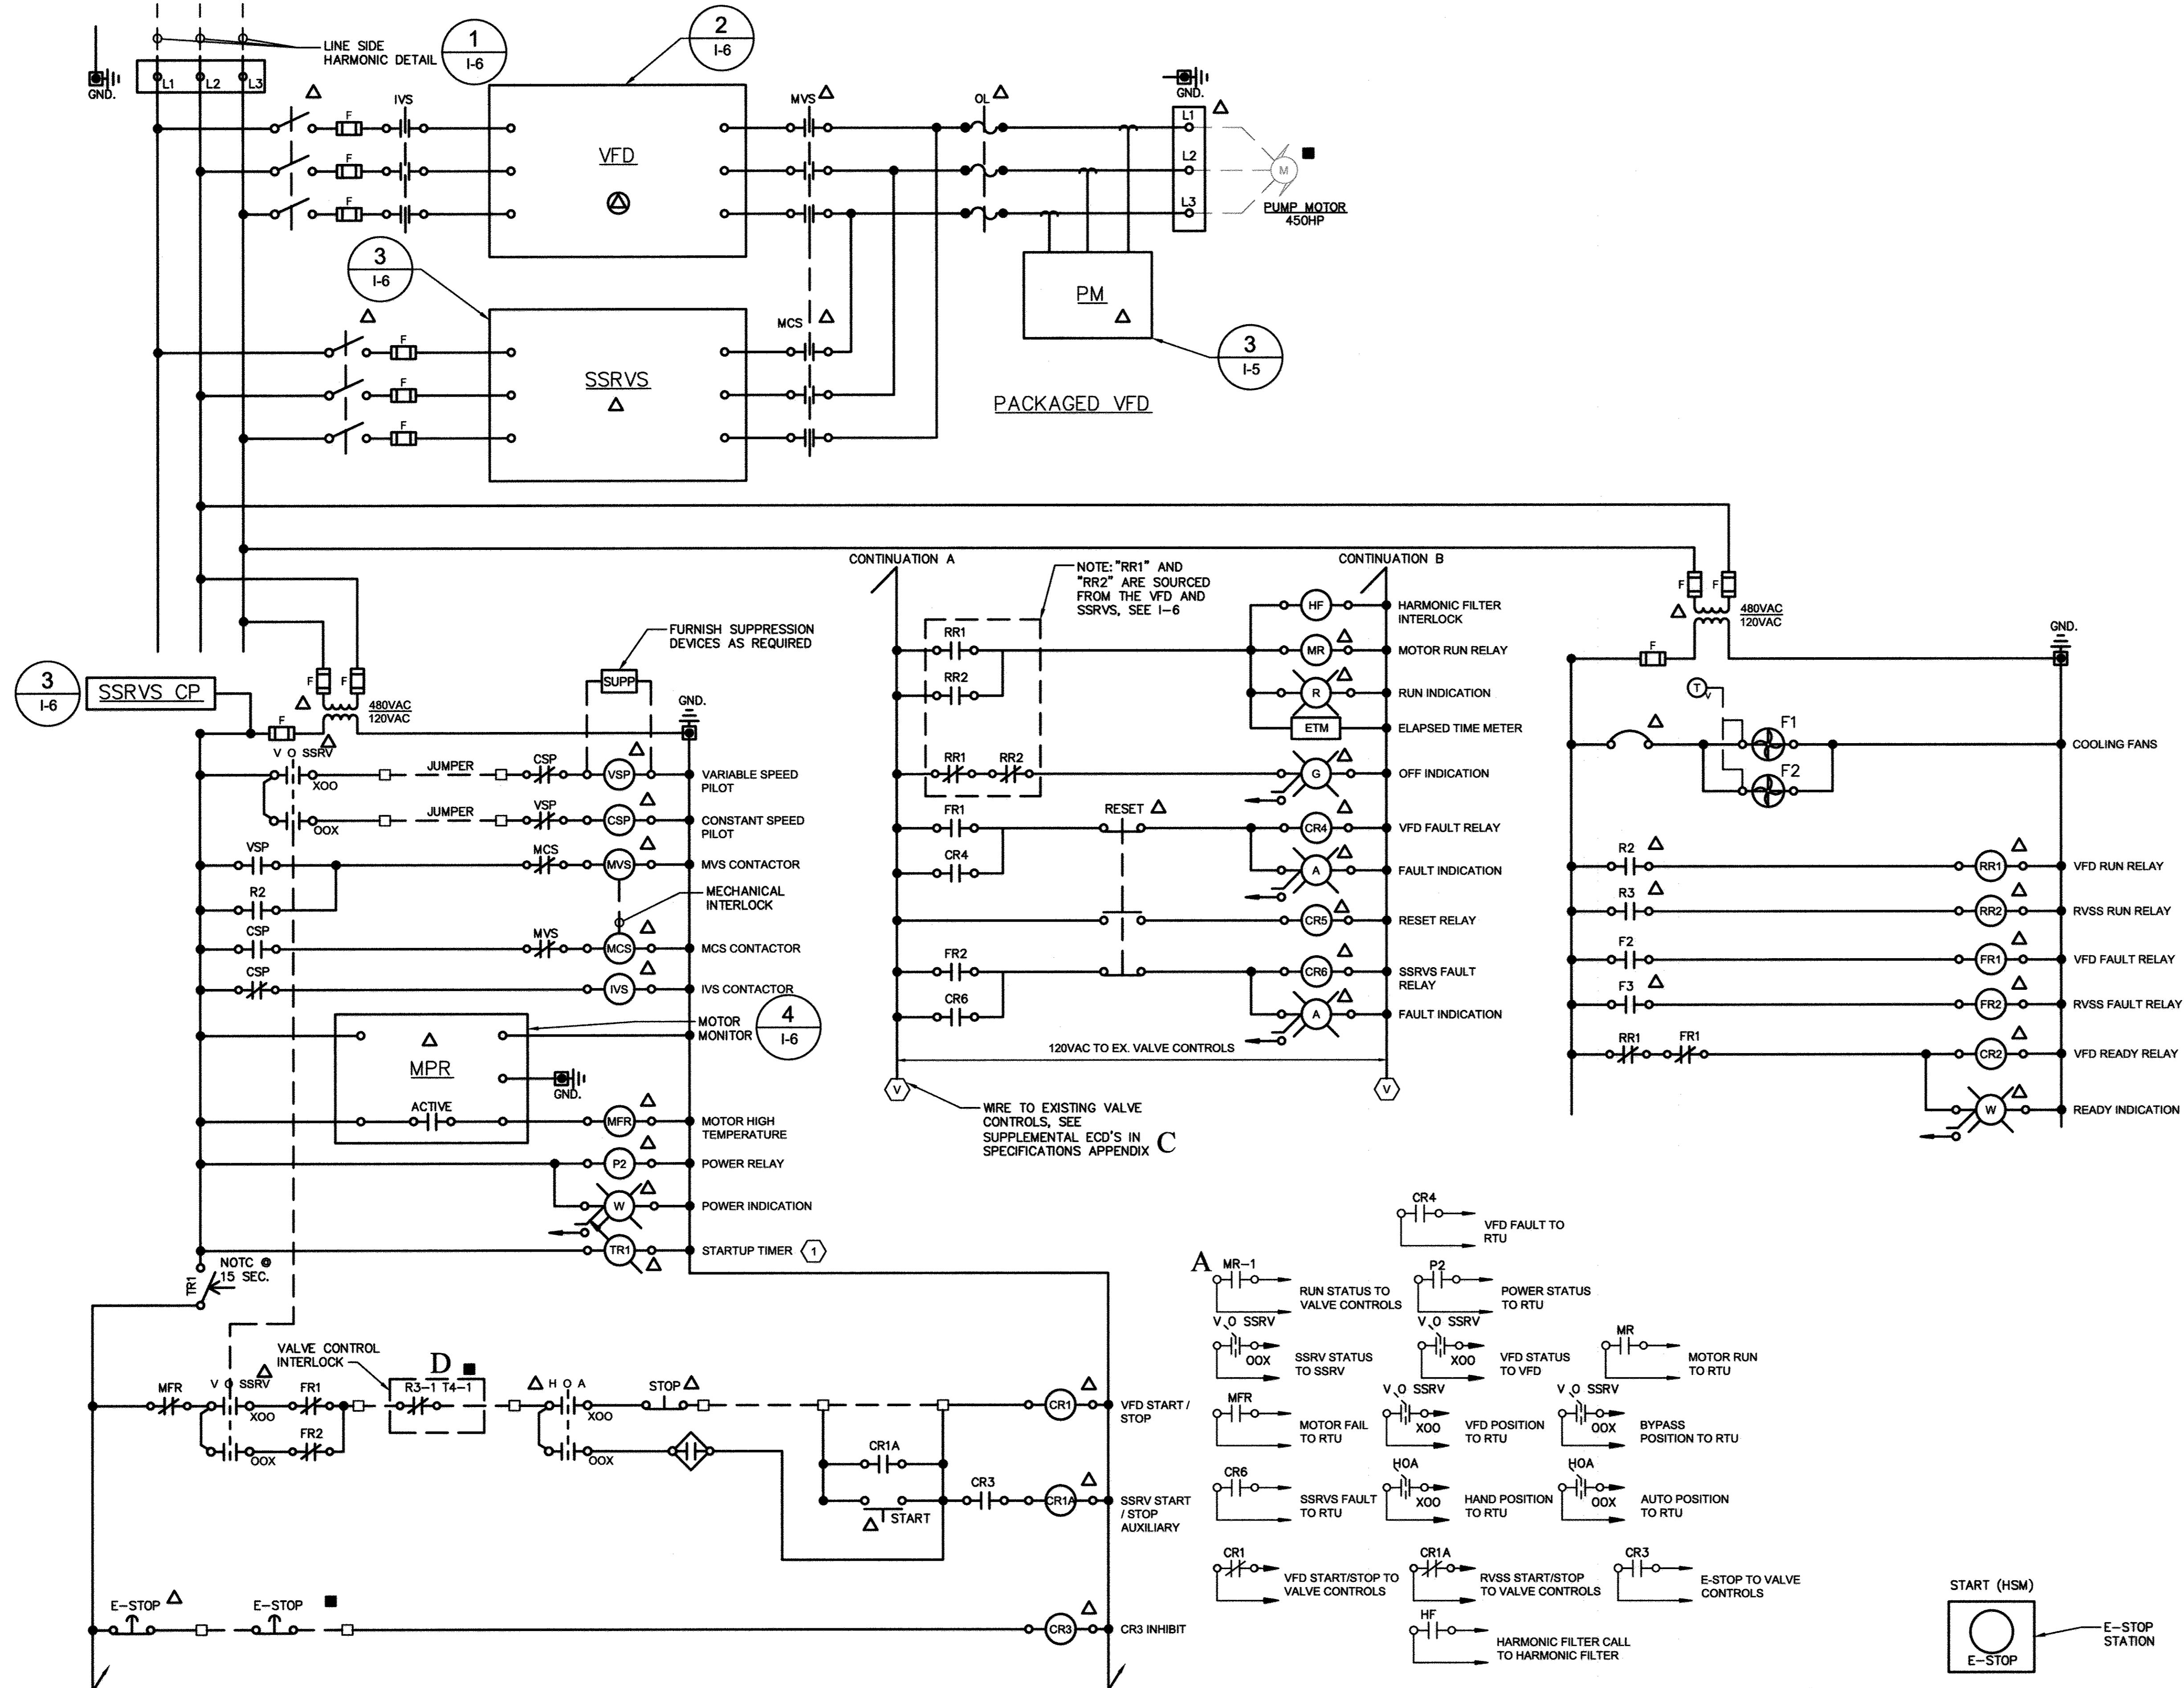 LINE SIDE
HARMONIC DETAIL
1
I-6
2
I-6
GND.
L1
L2
L3
IVS
F
F
F
VFD
MVS
OL
GND.
L1
L2
L3
M
PUMP MOTOR
450HP
3
I-6
F
F
F
SSRVS
MCS
PM
3
I-5
PACKAGED VFD
3
I-6
SSRVS CP
F
F
F
480VAC
120VAC
GND.
FURNISH SUPPRESSION
DEVICES AS REQUIRED
SUPP
V O SSRV
XOO
JUMPER
CSP
VSP
VARIABLE SPEED
PILOT
OOX
JUMPER
VSP
CSP
CONSTANT SPEED
PILOT
VSP
MCS
MVS
MVS CONTACTOR
R2
MECHANICAL
INTERLOCK
CSP
MVS
MCS
MCS CONTACTOR
CSP
IVS
IVS CONTACTOR
MPR
MOTOR
MONITOR
4
I-6
GND.
ACTIVE
MFR
MOTOR HIGH
TEMPERATURE
P2
POWER RELAY
W
POWER INDICATION
TR1
STARTUP TIMER
1
TR1
NOTC @
15 SEC.
CONTINUATION A
CONTINUATION B
NOTE: "RR1" AND
"RR2" ARE SOURCED
FROM THE VFD AND
SSRVS, SEE I-6
HF
HARMONIC FILTER
INTERLOCK
RR1
MR
MOTOR RUN RELAY
RR2
R
RUN INDICATION
ETM
ELAPSED TIME METER
RR1
RR2
G
OFF INDICATION
FR1
RESET
CR4
VFD FAULT RELAY
CR4
A
FAULT INDICATION
CR5
RESET RELAY
FR2
CR6
SSRVS FAULT
RELAY
CR6
A
FAULT INDICATION
120VAC TO EX. VALVE CONTROLS
V
V
WIRE TO EXISTING VALVE
CONTROLS, SEE
SUPPLEMENTAL ECD'S IN
SPECIFICATIONS APPENDIX C
F
F
480VAC
120VAC
F
GND.
T
V
F1
F2
COOLING FANS
R2
RR1
VFD RUN RELAY
R3
RR2
RVSS RUN RELAY
F2
FR1
VFD FAULT RELAY
F3
FR2
RVSS FAULT RELAY
RR1
FR1
CR2
VFD READY RELAY
W
READY INDICATION
VALVE CONTROL
INTERLOCK
D
MFR
V O SSRV
XOO
FR1
R3-1 T4-1
H O A
XOO
STOP
CR1
VFD START /
STOP
OOX
FR2
OOX
CR1A
START
CR3
CR1A
SSRV START
/ STOP
AUXILIARY
E-STOP
E-STOP
CR3
CR3 INHIBIT
CR4
VFD FAULT TO
RTU
A
MR-1
RUN STATUS TO
VALVE CONTROLS
P2
POWER STATUS
TO RTU
V O SSRV
OOX
SSRV STATUS
TO SSRV
V O SSRV
XOO
VFD STATUS
TO VFD
MR
MOTOR RUN
TO RTU
MFR
MOTOR FAIL
TO RTU
V O SSRV
XOO
VFD POSITION
TO RTU
V O SSRV
OOX
BYPASS
POSITION TO RTU
CR6
SSRVS FAULT
TO RTU
HOA
XOO
HAND POSITION
TO RTU
HOA
OOX
AUTO POSITION
TO RTU
CR1
VFD START/STOP TO
VALVE CONTROLS
CR1A
RVSS START/STOP
TO VALVE CONTROLS
CR3
E-STOP TO VALVE
CONTROLS
HF
HARMONIC FILTER CALL
TO HARMONIC FILTER
START (HSM)
E-STOP
E-STOP
STATION